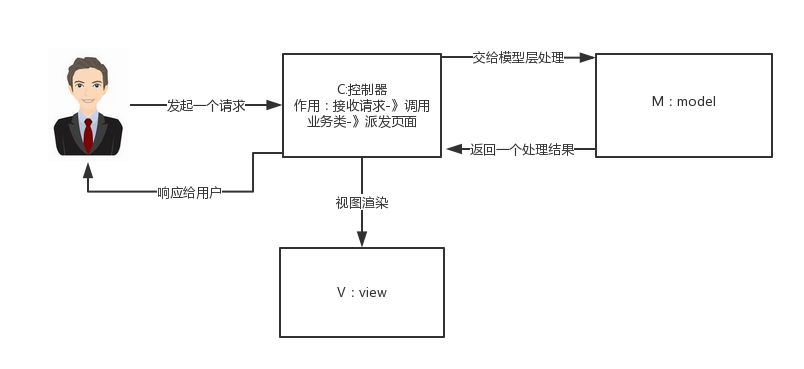 交给模型层处理
C:控制器
作用：接收请求-》调用
业务类-》派发页面
M：model
发起一个请求
返回一个处理结果
响应给用户
视图渲染
V：view